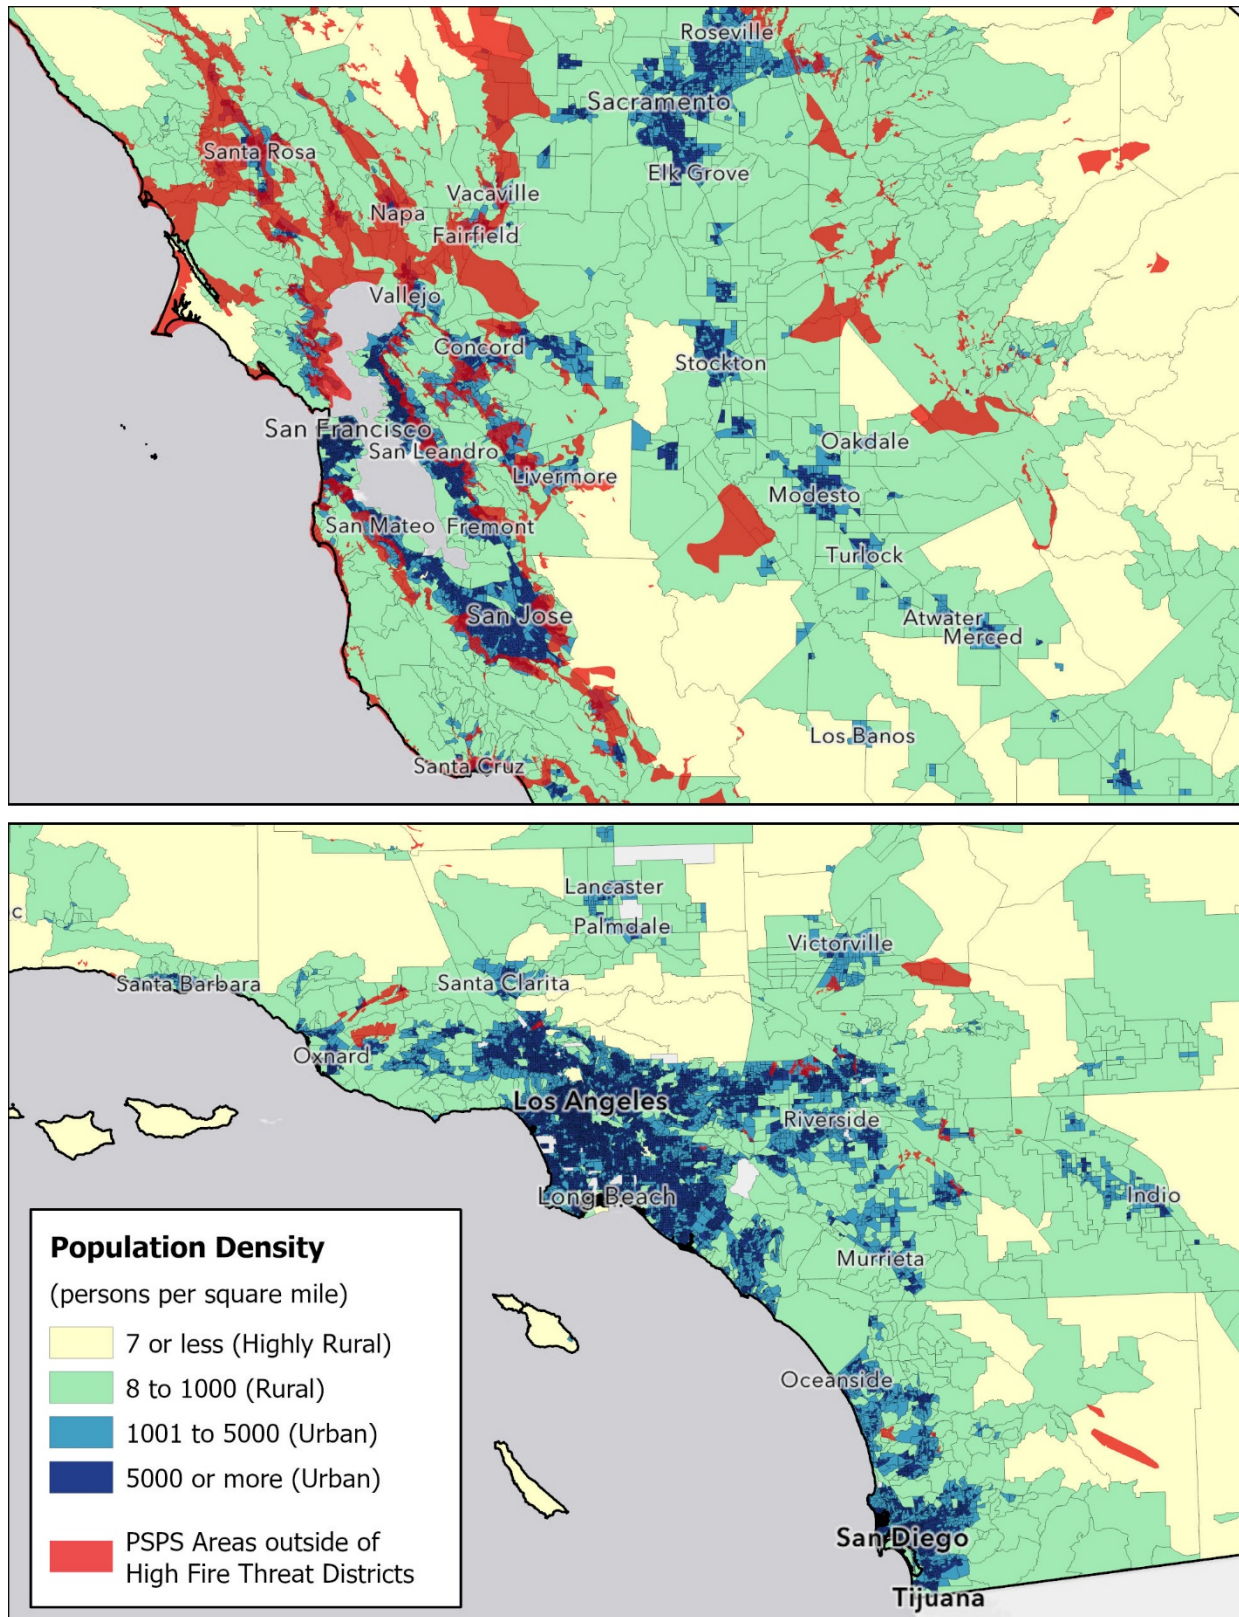 Roseville
Sacramento
Elk Grove
Santa Rosa
Vacaville
Napa
Fairfield
Vallejo
Concord
Stockton
San Francisco
San Leandro
Oakdale
Livermore
Modesto
San Mateo
Fremont
Turlock
San Jose
Atwater
Merced
Los Banos
Santa Cruz
Lancaster
c
Palmdale
Victorville
Santa Barbara
Santa Clarita
Oxnard
Los Angeles
Riverside
Long Beach
Indio
Murrieta
Oceanside
San Diego
Tijuana
Population Density
(persons per square mile)
7 or less (Highly Rural)
8 to 1000 (Rural)
1001 to 5000 (Urban)
5000 or more (Urban)
PSPS Areas outside of
High Fire Threat Districts